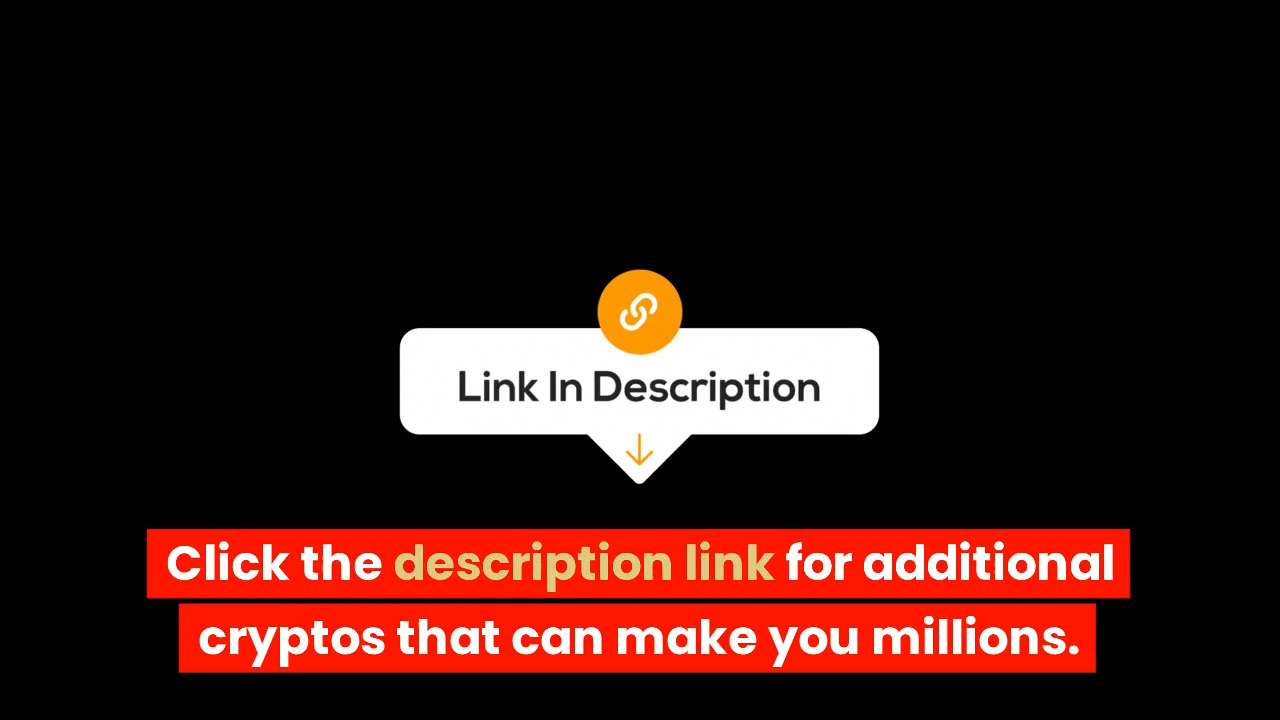 Link In Description
Click the description link for additional
cryptos that can make you millions.